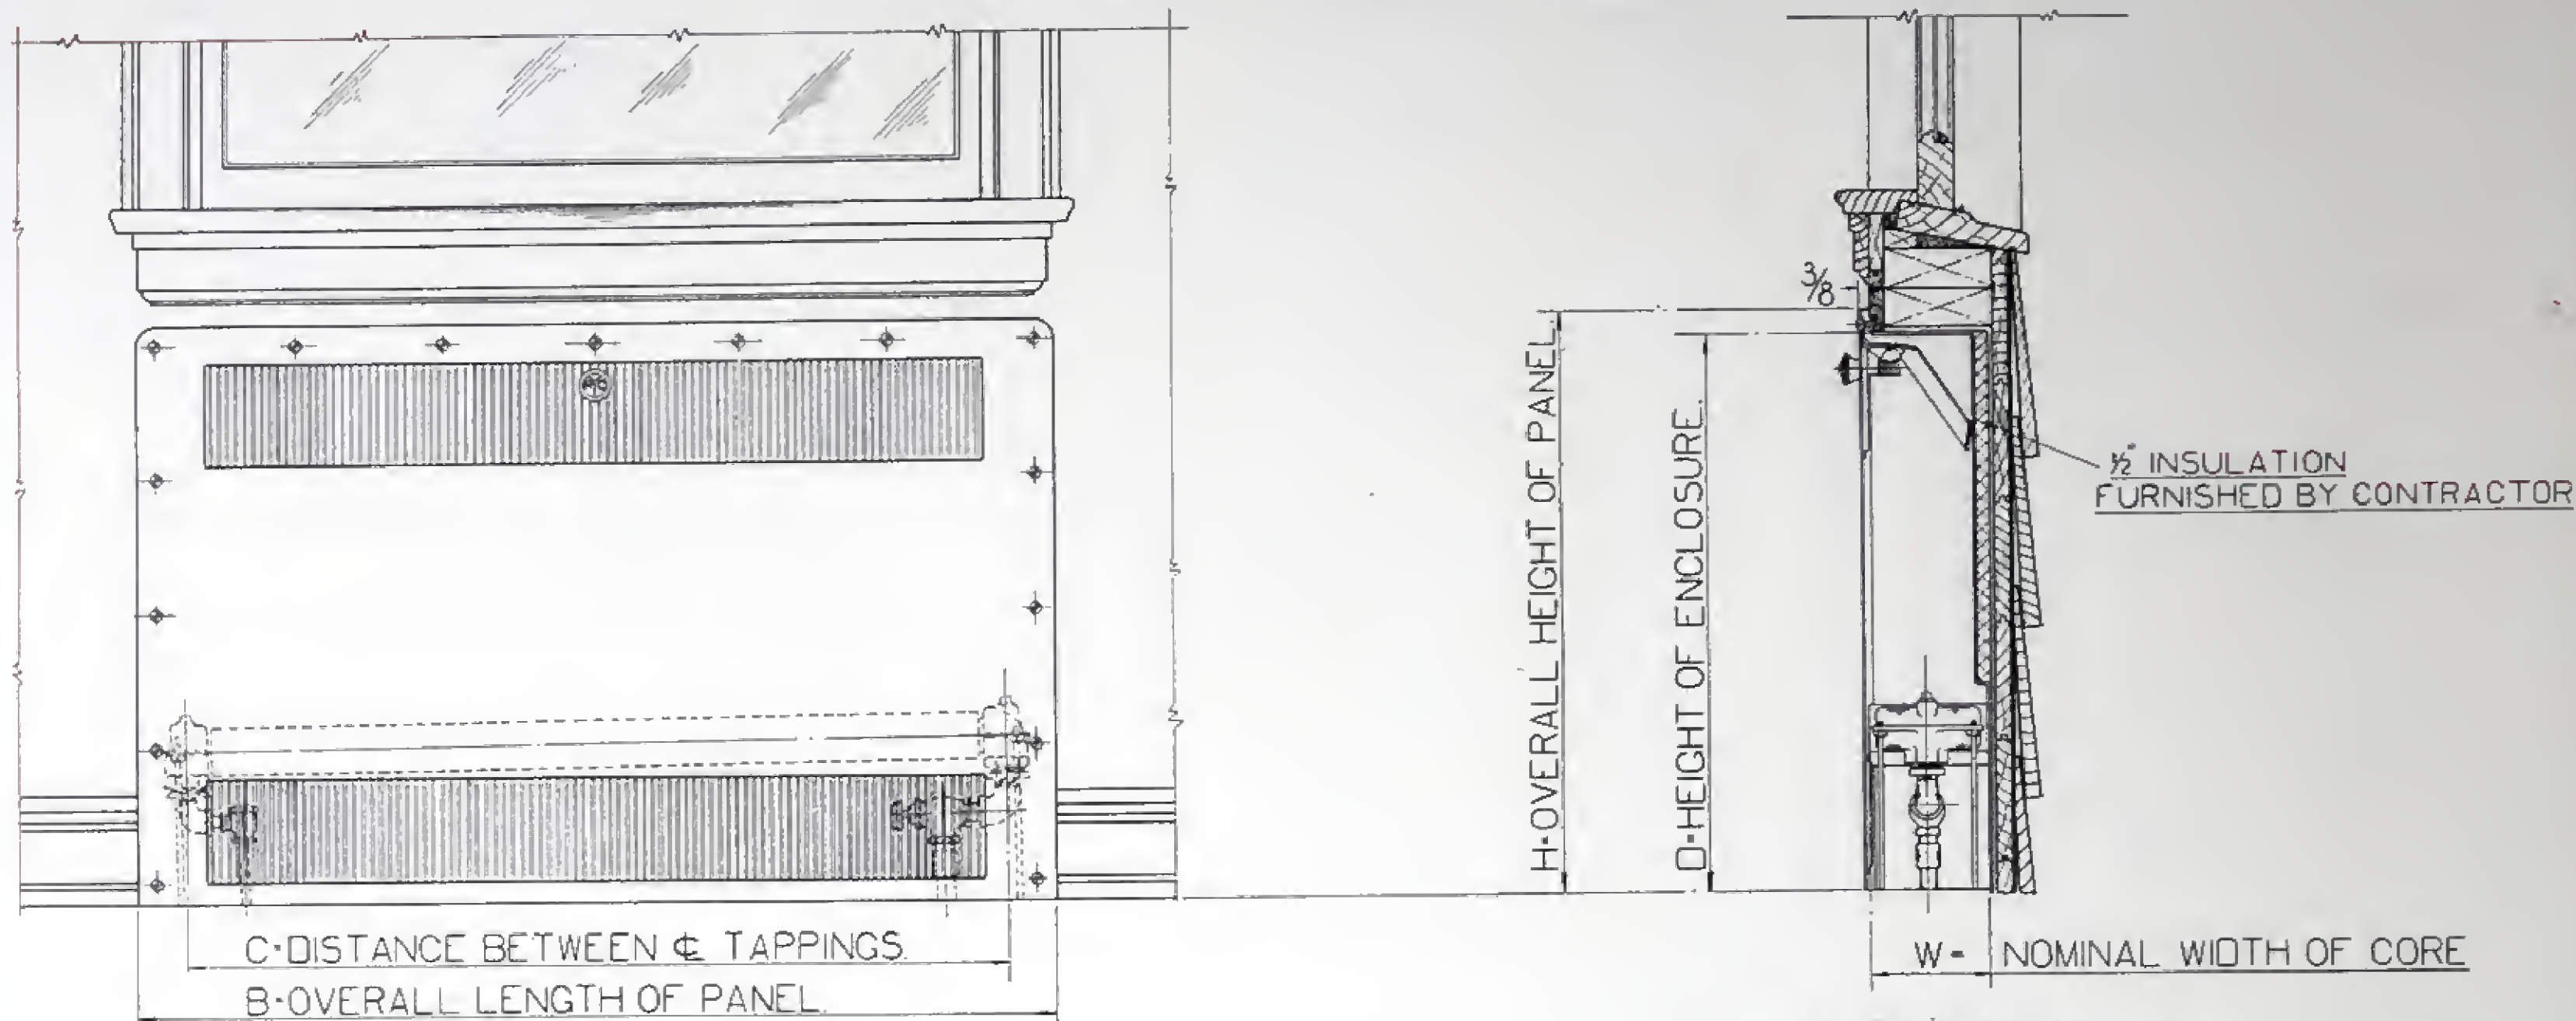 3/8
H-OVERALL HEIGHT OF PANEL.
D-HEIGHT OF ENCLOSURE.
½" INSULATION
FURNISHED BY CONTRACTOR
C-DISTANCE BETWEEN ℄ TAPPINGS.
B-OVERALL LENGTH OF PANEL.
W- NOMINAL WIDTH OF CORE